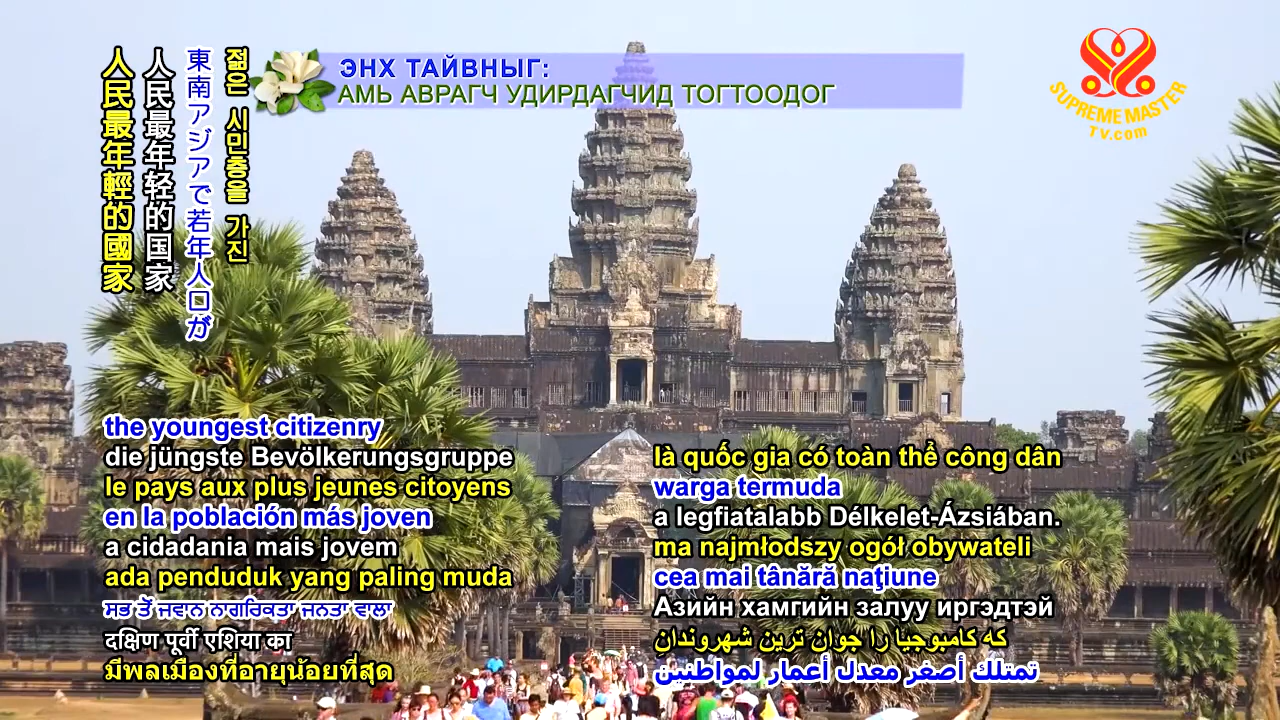 ЭНХ ТАЙВНЫГ:
АМЬ АВРАГЧ УДИРДАГЧИД ТОГТООДОГ
SUPREME MASTER
TV.com
人民最年輕的國家
人民最年轻的国家
東南アジアで若年人口が
젊은 시민층을 가진
the youngest citizenry
die jüngste Bevölkerungsgruppe
le pays aux plus jeunes citoyens
en la población más joven
a cidadania mais jovem
ada penduduk yang paling muda
ਸਭ ਤੋਂ ਜਵਾਨ ਨਾਗਰਿਕਤਾ ਜਨਤਾ ਵਾਲਾ
दक्षिण पूर्वी एशिया का
มีพลเมืองที่อายุน้อยที่สุด
là quốc gia có toàn thể công dân
warga termuda
a legfiatalabb Délkelet-Ázsiában.
ma najmłodszy ogół obywateli
cea mai tânără naţiune
Азийн хамгийн залуу иргэдтэй
که کامبوجیا را جوان ترین شهروندان
تمتلك أصغر معدل أعمار لمواطنين